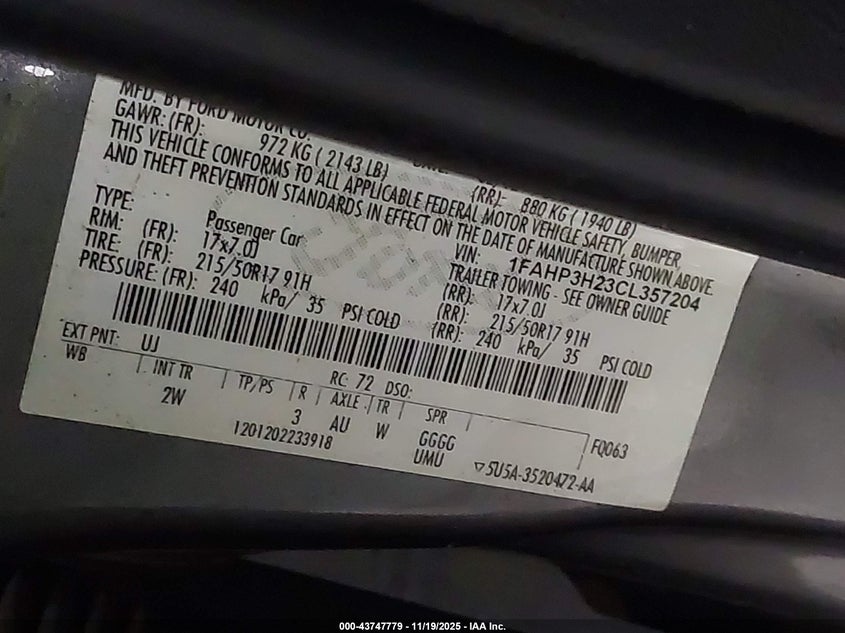 MFD. BY FORD MOTOR CO.
GAWR: (FR): 972 KG ( 2143 LB) (RR): 880 KG ( 1940 LB)
THIS VEHICLE CONFORMS TO ALL APPLICABLE FEDERAL MOTOR VEHICLE SAFETY, BUMPER,
AND THEFT PREVENTION STANDARDS IN EFFECT ON THE DATE OF MANUFACTURE SHOWN ABOVE.
VIN: 1FAHP3H23CL357204
TYPE: Passenger Car TRAILER TOWING - SEE OWNER GUIDE
RIM: (FR): 17x7.0J (RR): 17x7.0J
TIRE: (FR): 215/50R17 91H (RR): 215/50R17 91H
PRESSURE: (FR): 240 kPa/ 35 PSI COLD (RR): 240 kPa/ 35 PSI COLD
EXT PNT: UJ RC: 72 DSO:
WB INT TR TP/PS R AXLE TR SPR
2W 3 AU W GGGG FQ063
1201202233918 UMU ▽5U5A-3520472-AA
000-43747779 - 11/19/2025 - IAA Inc.